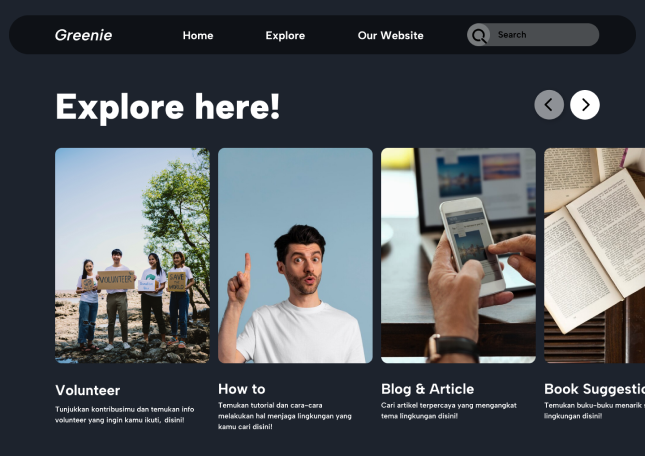 Greenie
Home
Explore
Our Website
Search
Explore here!
VOLUNTEER
Volunteer
Tunjukkan kontribusimu dan temukan info
volunteer yang ingin kamu ikuti, disini!
How to
Temukan tutorial dan cara-cara
melakukan hal menjaga lingkungan yang
kamu cari disini!
Blog & Article
Cari artikel terpercaya yang mengangkat
tema lingkungan disini!
Book Suggestio
Temukan buku-buku menarik
lingkungan disini!